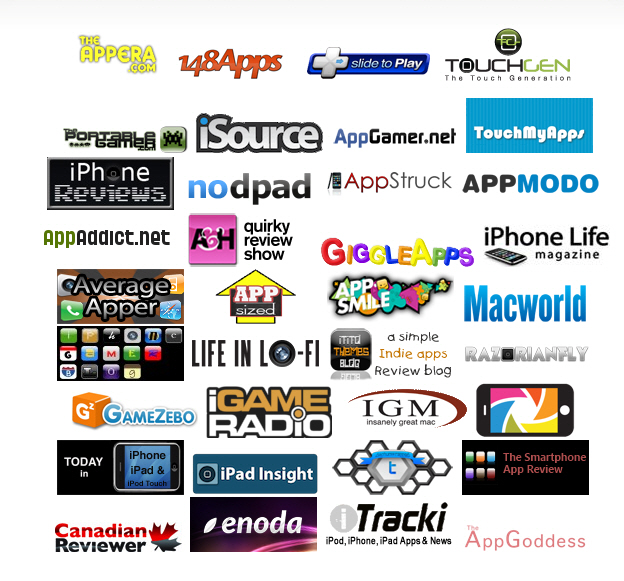 THE
APPERA
.COM
148Apps
slide to Play
TOUCHGEN
The Touch Generation
THE
PORTABLE
GAMER
.com
iSource
AppGamer.net
TouchMyApps
iPhone
Reviews
nodpad
AppStruck
APPMODO
AppAddict.net
A&H
quirky
review
show
GIGGLEAPPS
iPhone Life
magazine
Average
Apper
APP
sized
APP
SMILE
Macworld
LIFE IN LO-FI
THEMES
BLOG
a simple
Indie apps
Review blog
RAZORIANFLY
GZ
GAMEZEBO
iGAME
RADIO
IGM
insanely great mac
TODAY
in
iPhone
iPad &
iPod Touch
iPad Insight
t
The Smartphone
App Review
Canadian
Reviewer
enoda
iTracki
iPod, iPhone, iPad Apps & News
The
AppGoddess